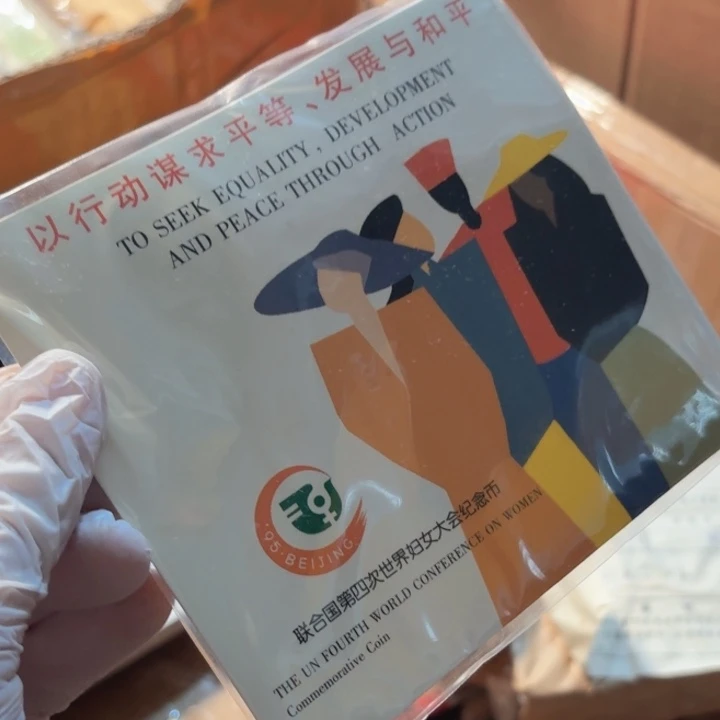 以行动谋求平等、发展与和平
TO SEEK EQUALITY, DEVELOPMENT
AND PEACE THROUGH ACTION
'95·BEIJING
联合国第四次世界妇女大会纪念币
THE UN FOURTH WORLD CONFERENCE ON WOMEN
Commemorative Coin